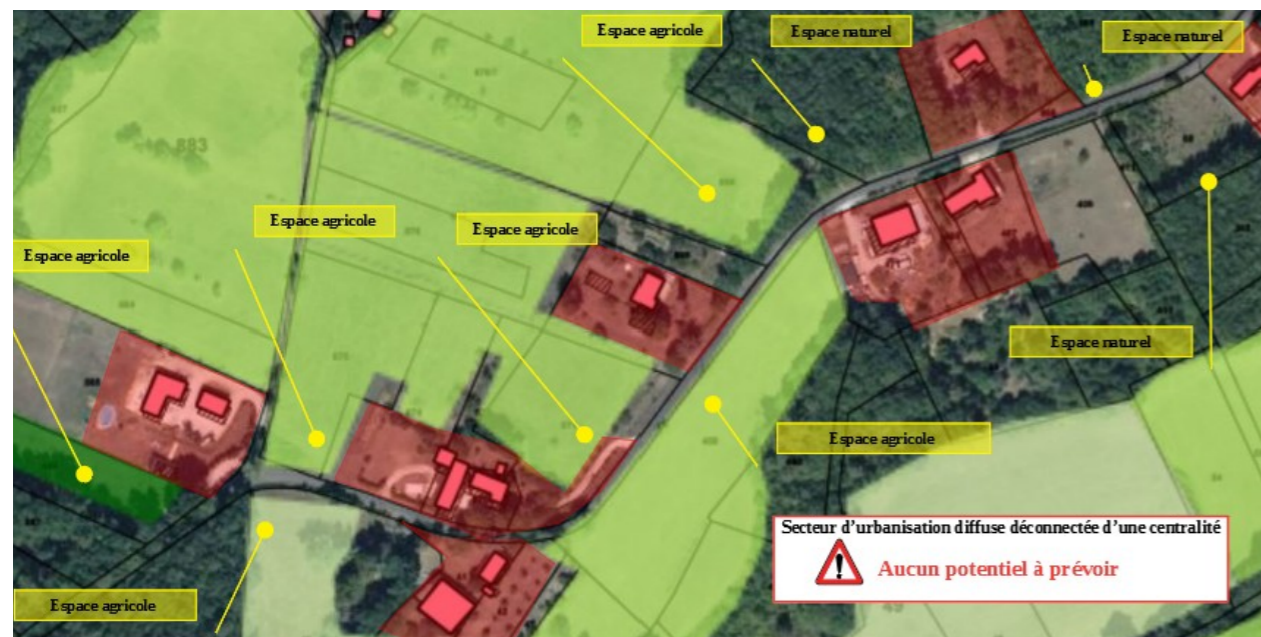 Espace agricole
Espace naturel
Espace naturel
Espace agricole
Espace agricole
Espace agricole
883
Espace naturel
Espace agricole
Secteur d'urbanisation diffuse déconnectée d'une centralité
Aucun potentiel à prévoir
Espace agricole